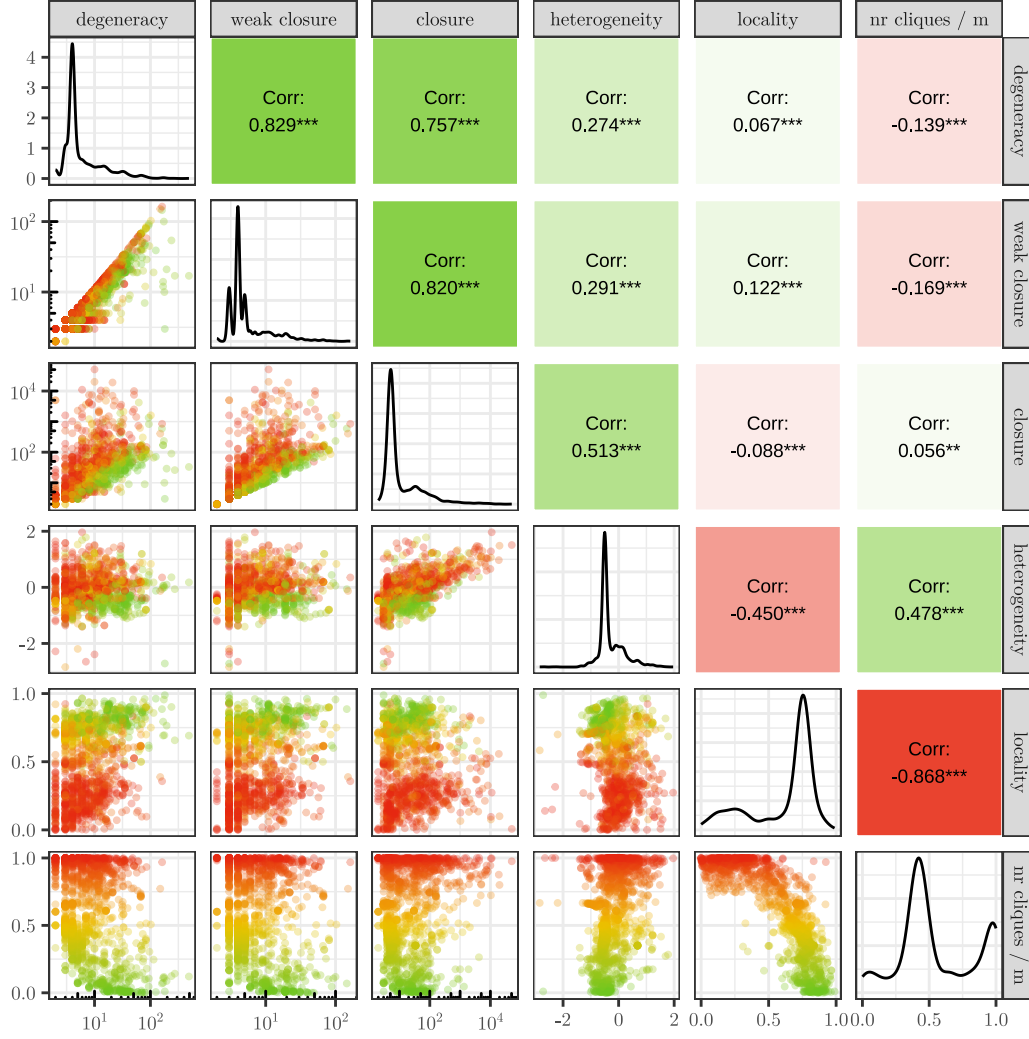 degeneracy weak closure closure heterogeneity locality nr cliques / m
4
3
2
1
0
Corr: Corr: Corr: Corr: Corr:
0.829*** 0.757*** 0.274*** 0.067*** -0.139***
degeneracy
10²
10¹
Corr: Corr: Corr: Corr:
0.820*** 0.291*** 0.122*** -0.169***
weak closure
10⁴
10²
Corr: Corr: Corr:
0.513*** -0.088*** 0.056**
closure
2
0
-2
Corr: Corr:
-0.450*** 0.478***
heterogeneity
1.0
0.5
0.0
Corr:
-0.868***
locality
1.0
0.5
0.0
nr cliques / m
10¹ 10² 10¹ 10² 10² 10⁴ -2 0 2 0.0 0.5 1.0 0.0 0.5 1.0